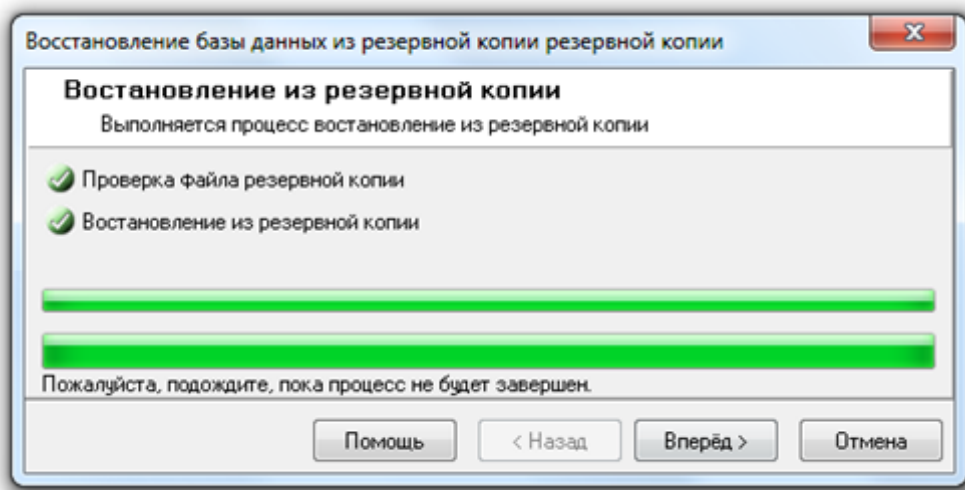 Восстановление базы данных из резервной копии резервной копии
Востановление из резервной копии
Выполняется процесс востановление из резервной копии
Проверка файла резервной копии
Востановление из резервной копии
Пожалуйста, подождите, пока процесс не будет завершен.
Помощь
< Назад
Вперёд >
Отмена